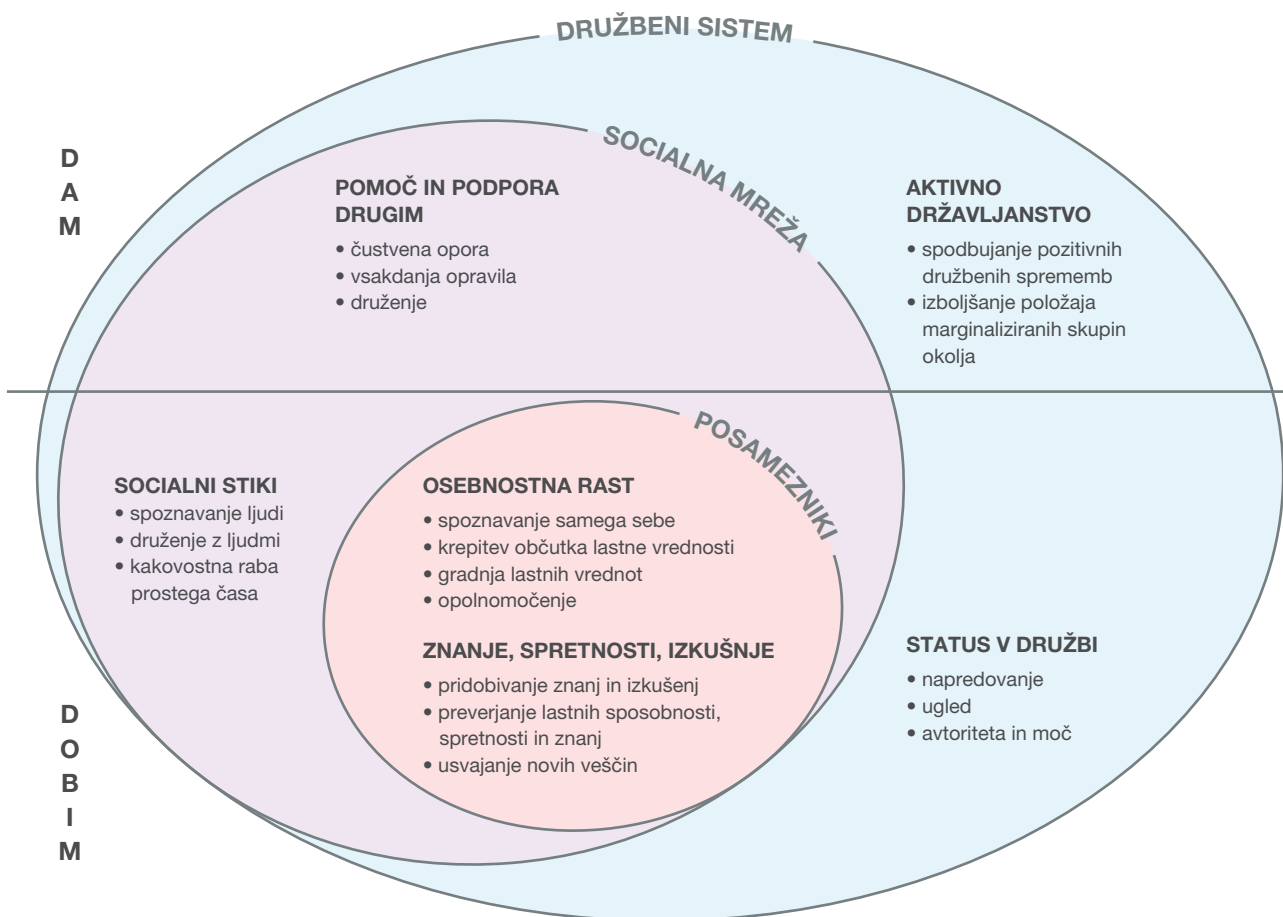 DRUŽBENI SISTEM
SOCIALNA MREŽA
DAM
POMOČ IN PODPORA
DRUGIM
• čustvena opora
• vsakdanja opravila
• druženje
AKTIVNO
DRŽAVLJANSTVO
• spodbujanje pozitivnih
družbenih sprememb
• izboljšanje položaja
marginaliziranih skupin
okolja
POSAMEZNIKI
SOCIALNI STIKI
• spoznavanje ljudi
• druženje z ljudmi
• kakovostna raba
prostega časa
OSEBNOSTNA RAST
• spoznavanje samega sebe
• krepitev občutka lastne vrednosti
• gradnja lastnih vrednot
• opolnomočenje
ZNANJE, SPRETNOSTI, IZKUŠNJE
• pridobivanje znanj in izkušenj
• preverjanje lastnih sposobnosti,
spretnosti in znanj
• usvajanje novih veščin
STATUS V DRUŽBI
• napredovanje
• ugled
• avtoriteta in moč
DOBIM